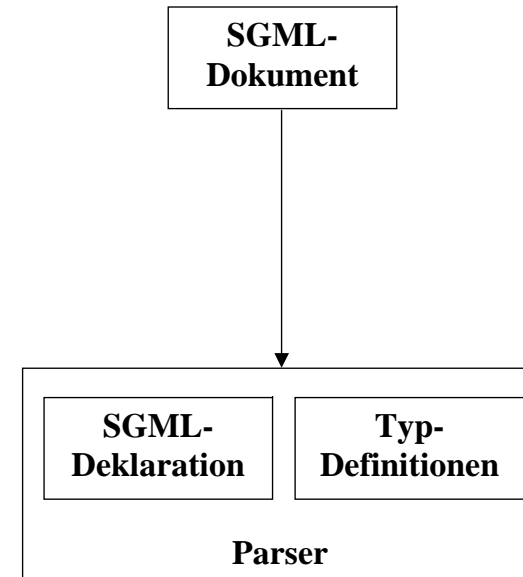 SGML-
Dokument
SGML-
Deklaration
Typ-
Definitionen
Parser